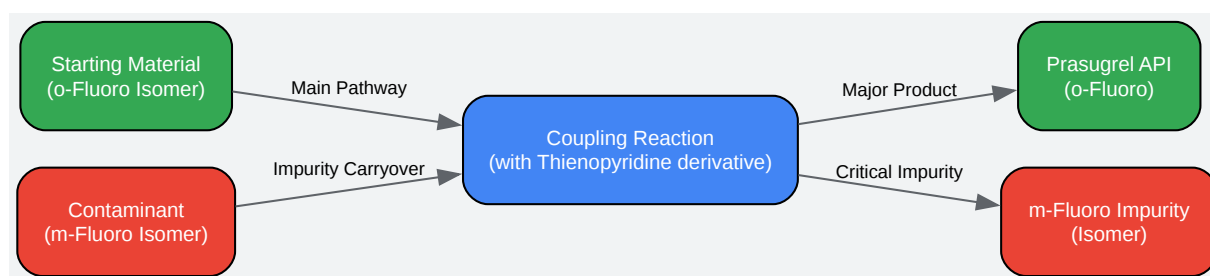 Starting Material
(o-Fluoro Isomer)
Main Pathway
Impurity Carryover
Contaminant
(m-Fluoro Isomer)
Coupling Reaction
(with Thienopyridine derivative)
Major Product
Critical Impurity
Prasugrel API
(o-Fluoro)
m-Fluoro Impurity
(Isomer)